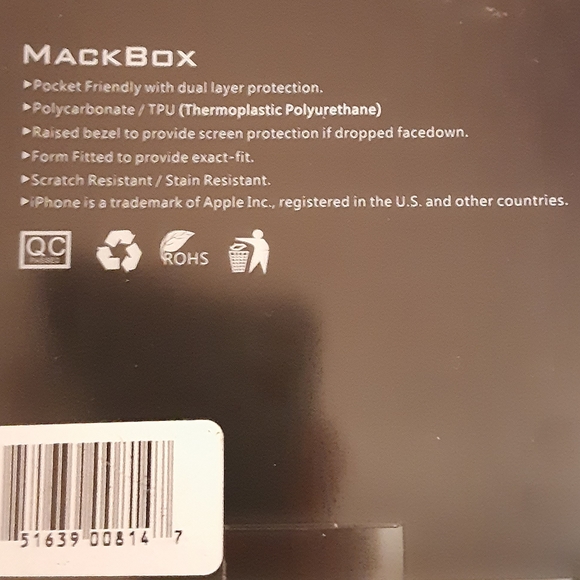 MACKBOX
▶Pocket Friendly with dual layer protection.
▶Polycarbonate / TPU (Thermoplastic Polyurethane)
▶Raised bezel to provide screen protection if dropped facedown.
▶Form Fitted to provide exact-fit.
▶Scratch Resistant / Stain Resistant.
▶iPhone is a trademark of Apple Inc., registered in the U.S. and other countries.
QC
PASSED
ROHS
51639 00814 7